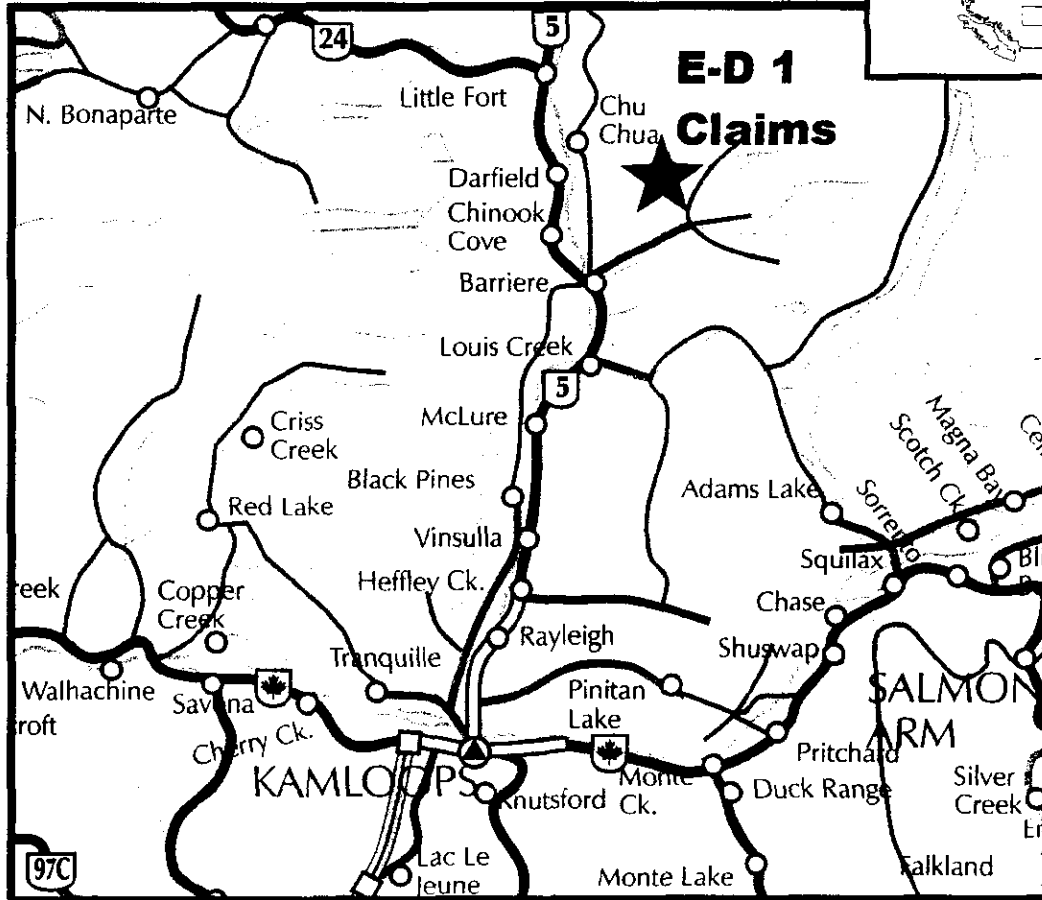 5
24
E-D 1
Claims
Little Fort
N. Bonaparte
Chu
Chua
Darfield
Chinook
Cove
Barriere
Louis Creek
5
McLure
Criss
Creek
Black Pines
Red Lake
Adams Lake
Magna Bay
Scotch Ck.
Sorrento
Vinsulla
Squilax
Heffley Ck.
Copper
Creek
Chase
Rayleigh
Shuswap
Tranquille
Walhachine
Savona
Pinitan
Lake
SALMON
ARM
Cherry Ck.
Pritchard
KAMLOOPS
Monte
Ck.
Knutsford
Duck Range
Silver
Creek
97C
Lac Le
Jeune
Monte Lake
Falkland